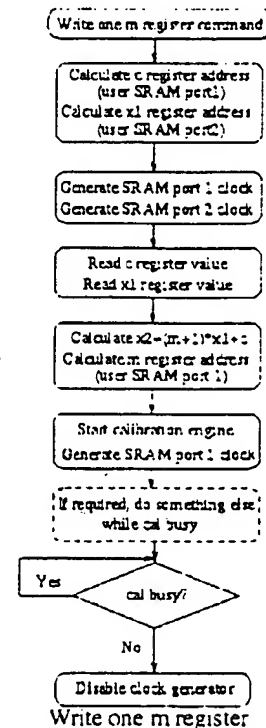 Write one m register command
Calculate c register address
(user SRAM port1)
Calculate x1 register address
(user SRAM port2)
Generate SRAM port 1 clock
Generate SRAM port 2 clock
Read c register value
Read x1 register value
Calculate x2=(m+1)*x1+c
Calculate m register address
(user SRAM port 1)
Start calibration engine
Generate SRAM port 1 clock
If required, do something else
while cal busy
Yes
cal busy?
No
Disable clock generator
Write one m register